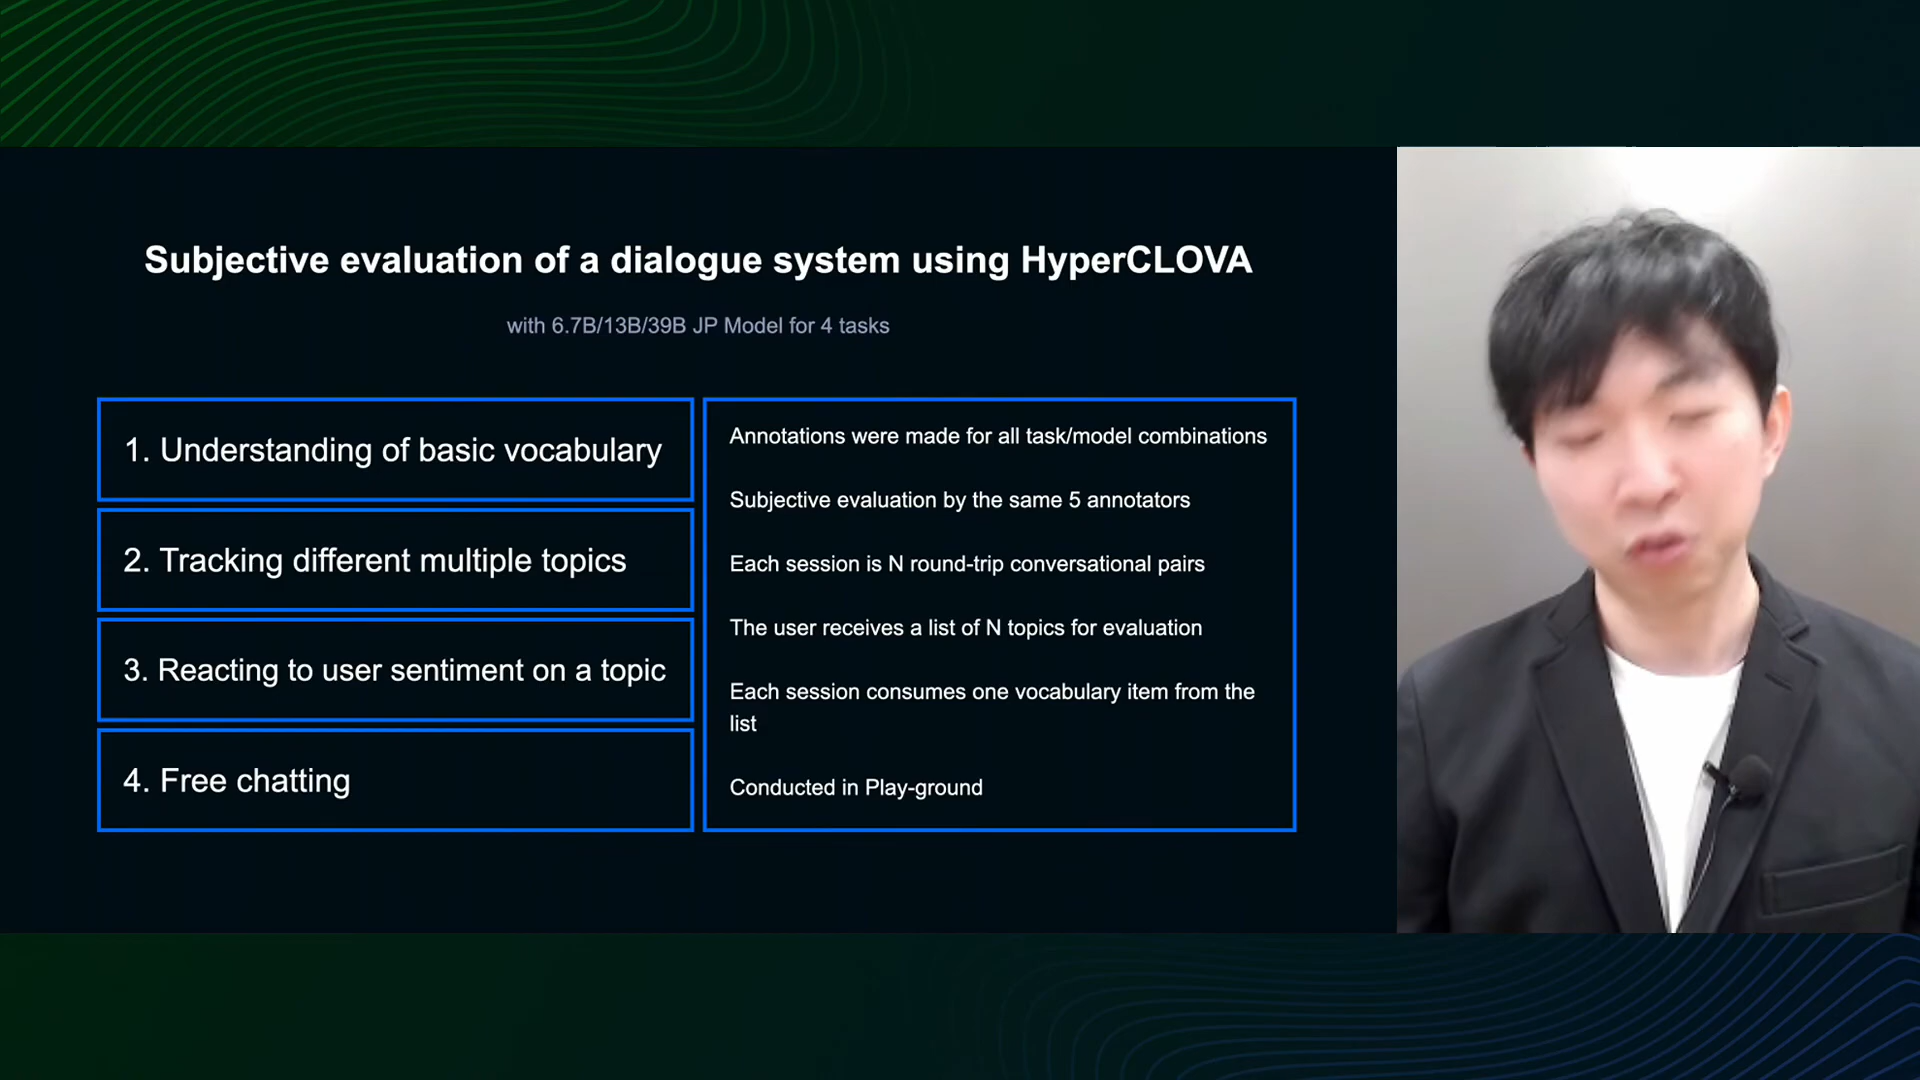 Subjective evaluation of a dialogue system using HyperCLOVA
with 6.7B/13B/39B JP Model for 4 tasks
1. Understanding of basic vocabulary
2. Tracking different multiple topics
3. Reacting to user sentiment on a topic
4. Free chatting
Annotations were made for all task/model combinations
Subjective evaluation by the same 5 annotators
Each session is N round-trip conversational pairs
The user receives a list of N topics for evaluation
Each session consumes one vocabulary item from the
list
Conducted in Play-ground